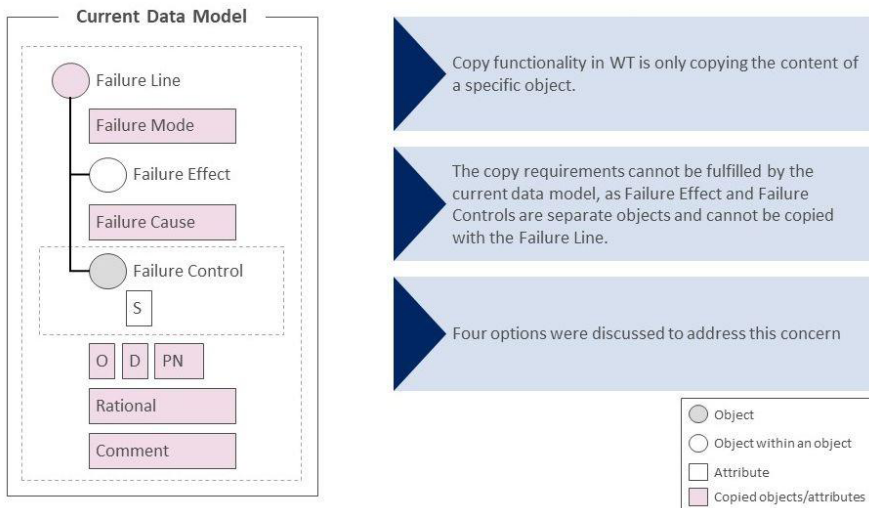 Current Data Model
Failure Line
Failure Mode
Failure Effect
Failure Cause
Failure Control
S
O D PN
Rational
Comment
Copy functionality in WT is only copying the content of
a specific object.
The copy requirements cannot be fulfilled by the
current data model, as Failure Effect and Failure
Controls are separate objects and cannot be copied
with the Failure Line.
Four options were discussed to address this concern
Object
Object within an object
Attribute
Copied objects/attributes